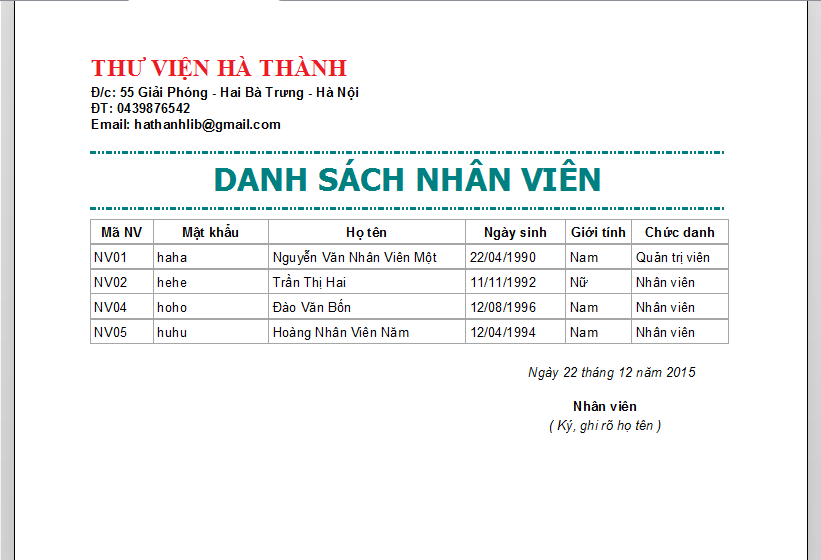 THƯ VIỆN HÀ THÀNH
Đ/c: 55 Giải Phóng - Hai Bà Trưng - Hà Nội
ĐT: 0439876542
Email: hathanhlib@gmail.com
DANH SÁCH NHÂN VIÊN
Mã NV Mật khẩu Họ tên Ngày sinh Giới tính Chức danh
NV01 haha Nguyễn Văn Nhân Viên Một 22/04/1990 Nam Quản trị viên
NV02 hehe Trần Thị Hai 11/11/1992 Nữ Nhân viên
NV04 hoho Đào Văn Bốn 12/08/1996 Nam Nhân viên
NV05 huhu Hoàng Nhân Viên Năm 12/04/1994 Nam Nhân viên
Ngày 22 tháng 12 năm 2015
Nhân viên
( Ký, ghi rõ họ tên )